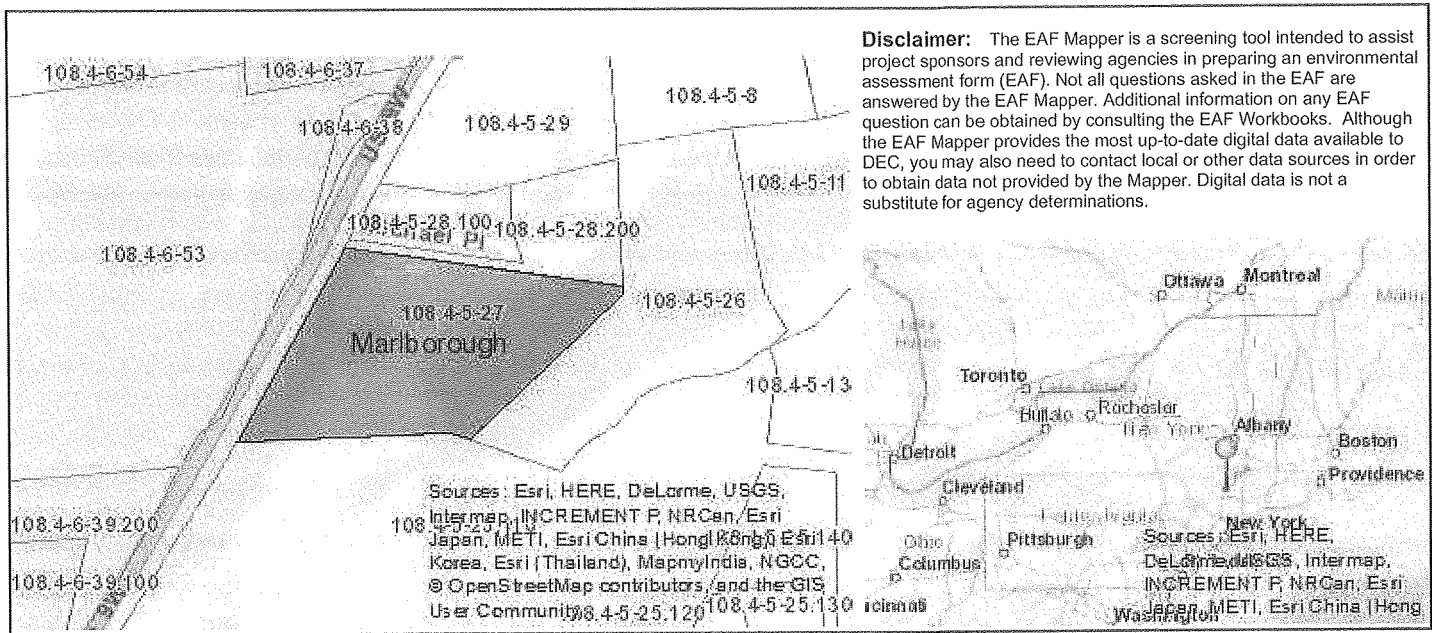 Disclaimer: The EAF Mapper is a screening tool intended to assist
project sponsors and reviewing agencies in preparing an environmental
assessment form (EAF). Not all questions asked in the EAF are
answered by the EAF Mapper. Additional information on any EAF
question can be obtained by consulting the EAF Workbooks. Although
the EAF Mapper provides the most up-to-date digital data available to
DEC, you may also need to contact local or other data sources in order
to obtain data not provided by the Mapper. Digital data is not a
substitute for agency determinations.
108.4-6-54
108.4-6-37
108.4-6-38
108.4-5-29
108.4-5-8
108.4-5-11
108.4-5-28.100
108.4-5-28.200
108.4-6-53
108.4-5-26
108.4-5-27
Marlborough
108.4-5-13
108.4-6-39.200
108.4-6-39.100
Sources: Esri, HERE, DeLorme, USGS,
Intermap, INCREMENT P, NRCan, Esri
Japan, METI, Esri China
Korea, Esri (Thailand), MapmyIndia, NGCC,
© OpenStreetMap contributors, and the GIS
User Community
108.4-5-25.120
108.4-5-25.130
Ottawa
Montreal
Toronto
Buffalo
Rochester
New York
Albany
Boston
Detroit
Providence
Cleveland
Ohio
Pittsburgh
Columbus
New York
Washington
Sources: Esri, HERE,
DeLorme, USGS, Intermap,
INCREMENT P, NRCan, Esri
Japan, METI, Esri China (Hong